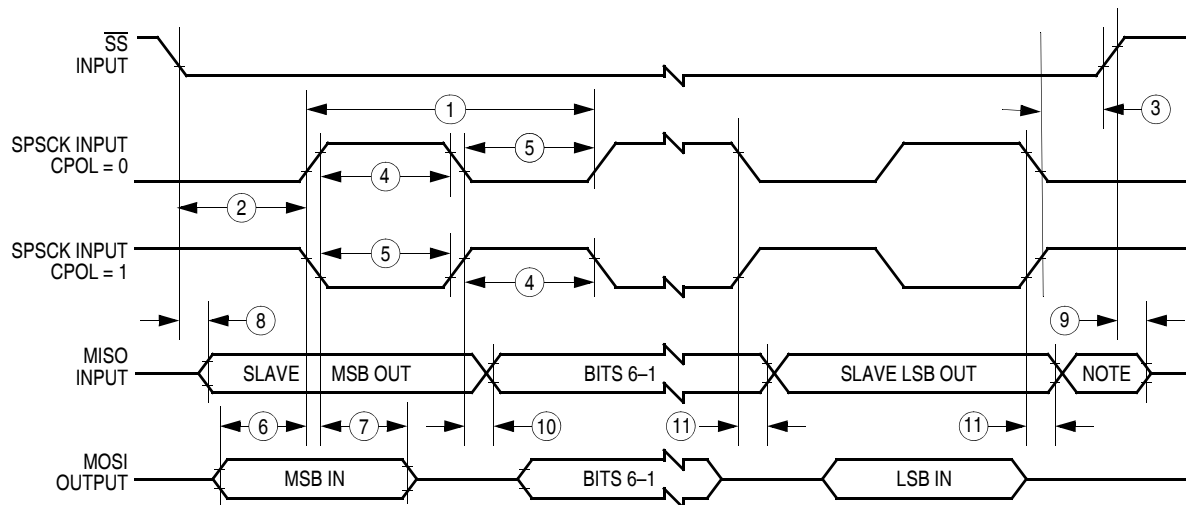 SS
INPUT
1
3
SPSCK INPUT
CPOL = 0
5
4
2
SPSCK INPUT
CPOL = 1
5
4
8
9
MISO
INPUT
SLAVE MSB OUT
BITS 6–1
SLAVE LSB OUT
NOTE
6
7
10
11
11
MOSI
OUTPUT
MSB IN
BITS 6–1
LSB IN